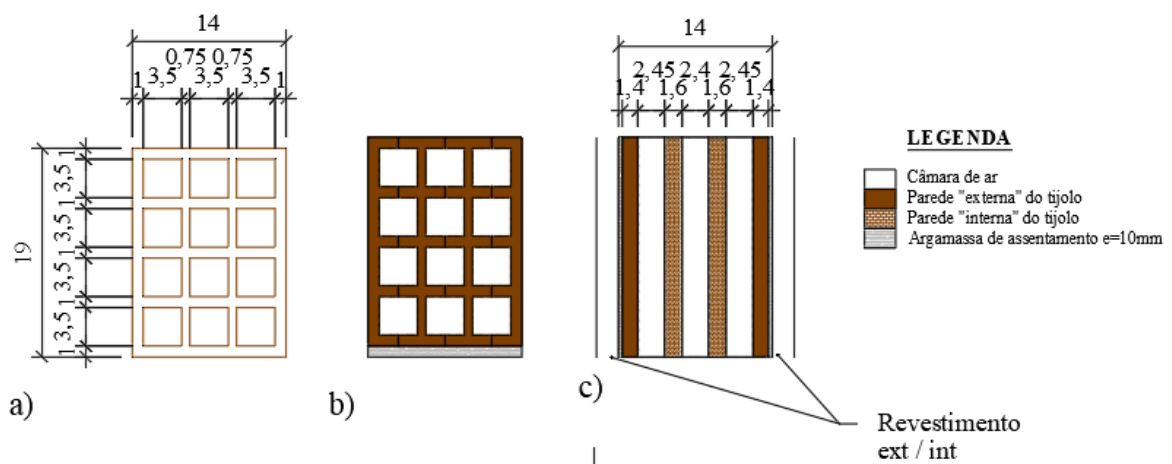 14
0,75 0,75
1 3,5 3,5 3,5 1
19
1
3,5
1
3,5
1
3,5
1
3,5
1
a)
b)
14
2,45 2,4 2,45
1,4 1,6 1,6 1,4
c)
LEGENDA
Câmara de ar
Parede "externa" do tijolo
Parede "interna" do tijolo
Argamassa de assentamento e=10mm
Revestimento
ext / int